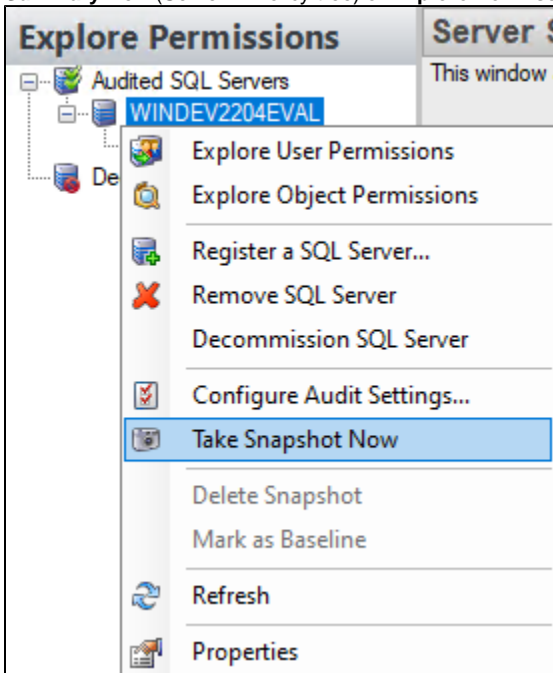 Explore Permissions
Server
This window
Audited SQL Servers
WINDEV2204EVAL
De
Explore User Permissions
Explore Object Permissions
Register a SQL Server...
Remove SQL Server
Decommission SQL Server
Configure Audit Settings...
Take Snapshot Now
Delete Snapshot
Mark as Baseline
Refresh
Properties